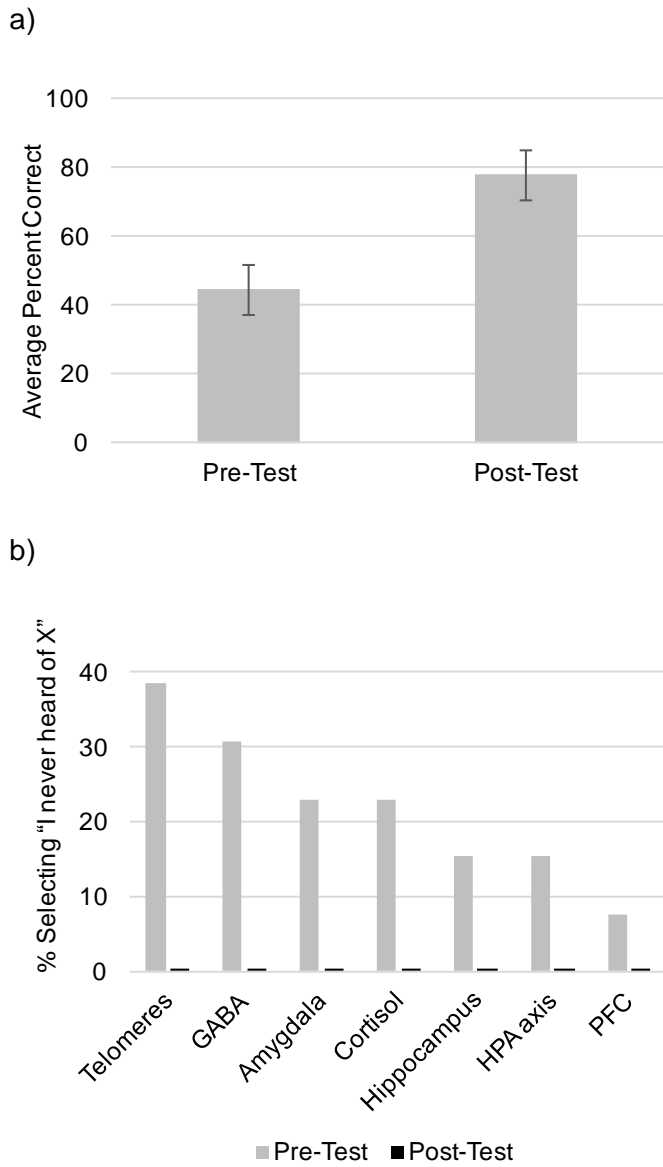 a)
Average Percent Correct
100
80
60
40
20
0
Pre-Test Post-Test
b)
% Selecting “I never heard of X”
40
30
20
10
0
Telomeres
GABA
Amygdala
Cortisol
Hippocampus
HPA axis
PFC
Pre-Test Post-Test